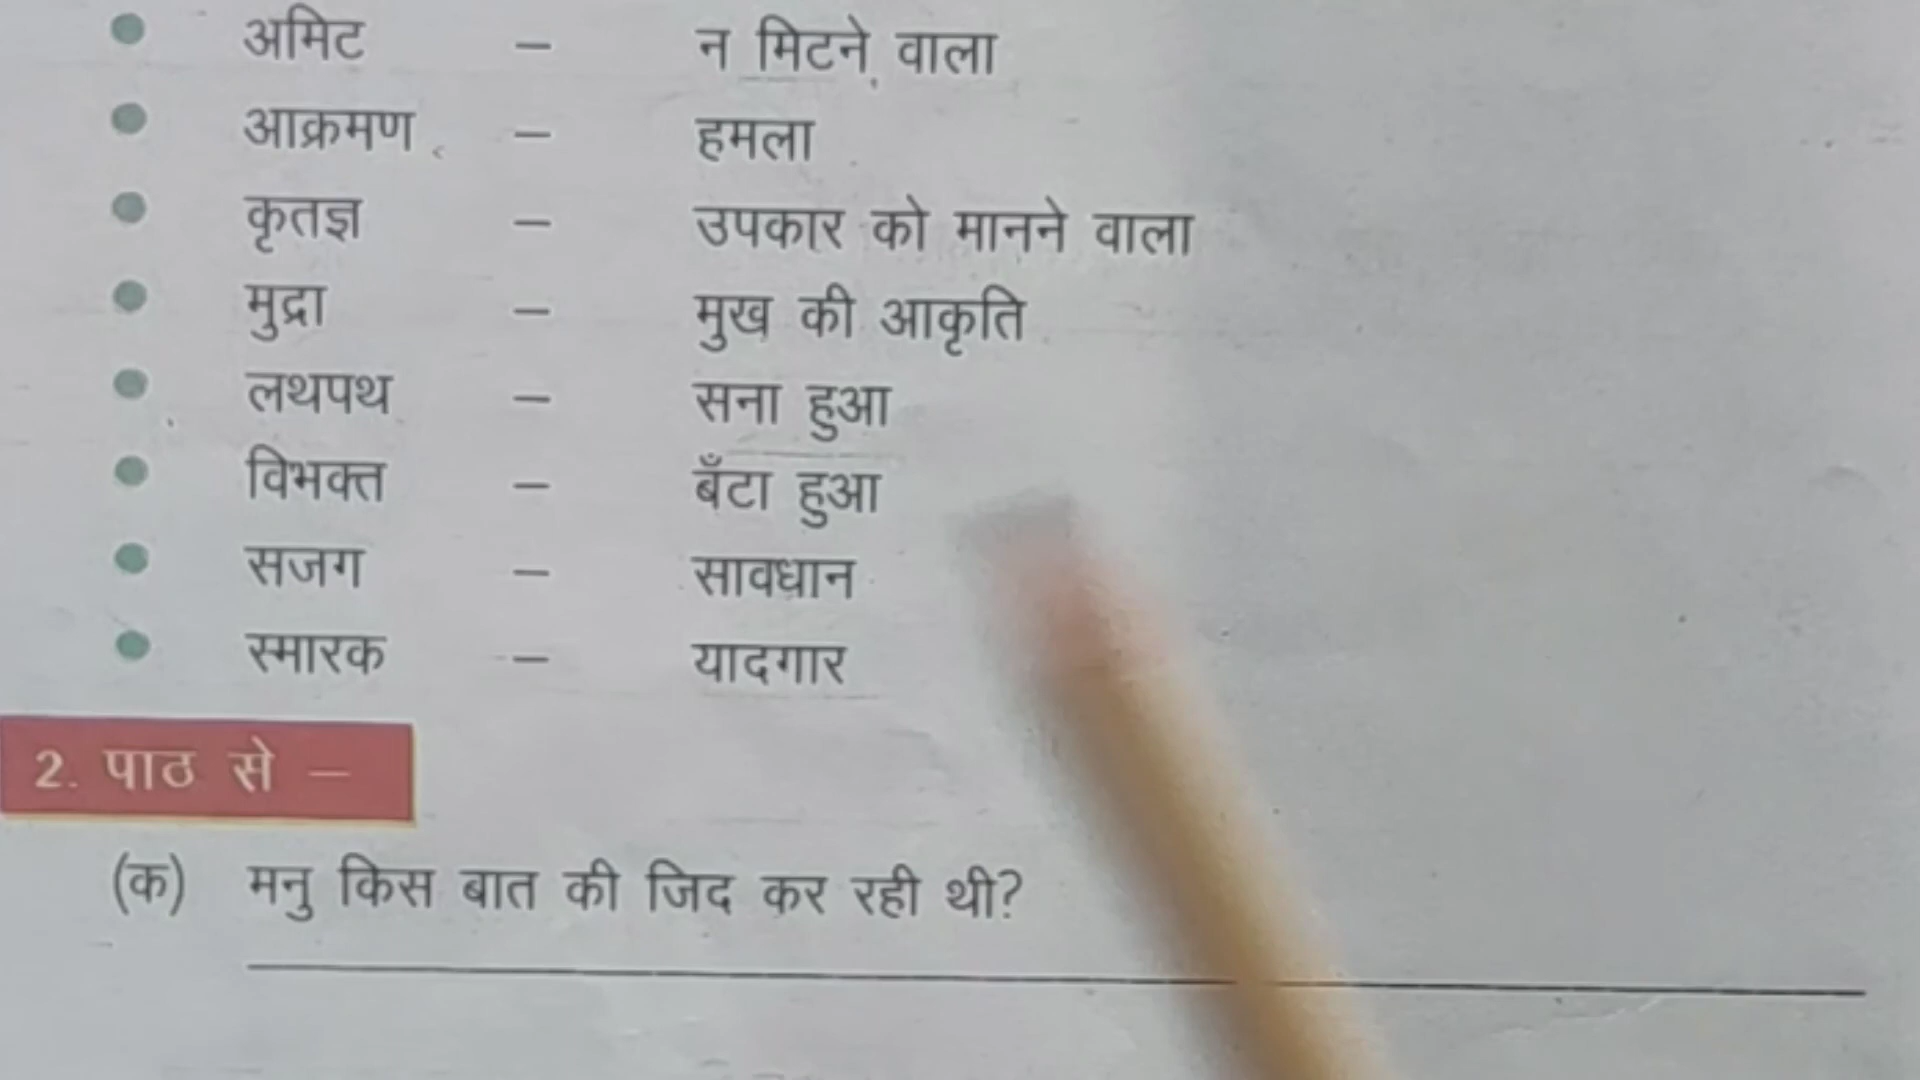 • अमिट – न मिटने वाला
• आक्रमण – हमला
• कृतज्ञ – उपकार को मानने वाला
• मुद्रा – मुख की आकृति
• लथपथ – सना हुआ
• विभक्त – बँटा हुआ
• सजग – सावधान
• स्मारक – यादगार
2. पाठ से –
(क) मनु किस बात की जिद कर रही थी?